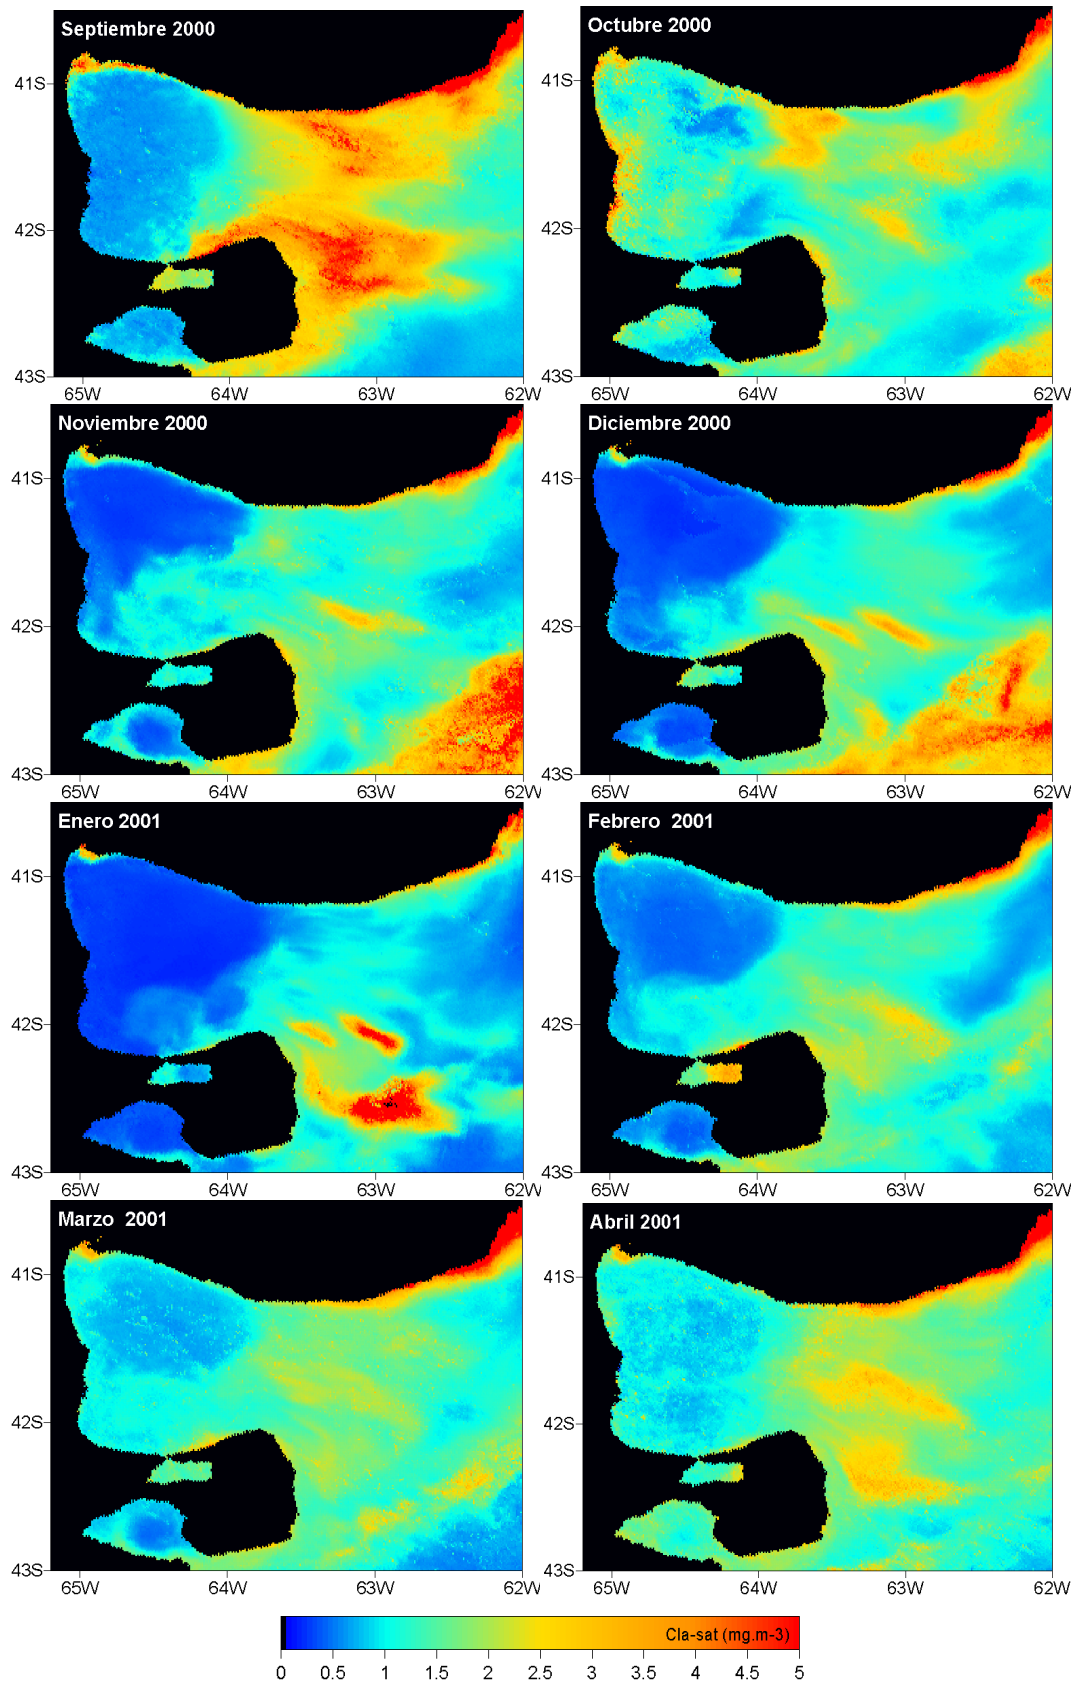 Septiembre 2000
Octubre 2000
41S
42S
43S
65W 64W 63W 62W
41S
42S
43S
65W 64W 63W 62W
Noviembre 2000
Diciembre 2000
41S
42S
43S
65W 64W 63W 62W
41S
42S
43S
65W 64W 63W 62W
Enero 2001
Febrero 2001
41S
42S
43S
65W 64W 63W 62W
41S
42S
43S
65W 64W 63W 62W
Marzo 2001
Abril 2001
41S
42S
43S
65W 64W 63W 62W
41S
42S
43S
65W 64W 63W 62W
Cla-sat (mg.m-3)
0 0.5 1 1.5 2 2.5 3 3.5 4 4.5 5